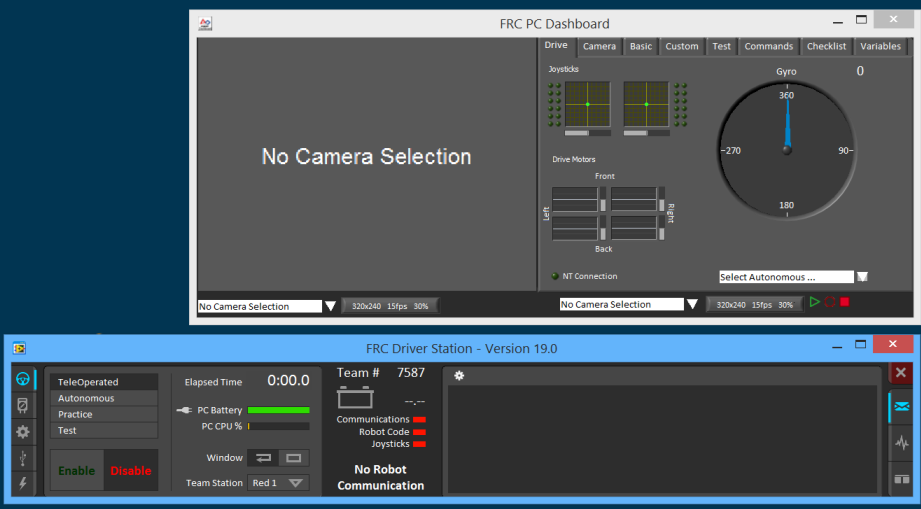 FRC PC Dashboard
Drive Camera Basic Custom Test Commands Checklist Variables
Joysticks
Gyro 0
360
No Camera Selection
-270 90-
Drive Motors
Front
180
Left Right
Back
NT Connection
Select Autonomous ...
No Camera Selection 320x240 15fps 30%
No Camera Selection 320x240 15fps 30%
FRC Driver Station - Version 19.0
TeleOperated
Autonomous
Practice
Test
Enable Disable
Elapsed Time 0:00.0
PC Battery
PC CPU %
Window
Team Station Red 1
Team # 7587
--.--
Communications
Robot Code
Joysticks
No Robot
Communication